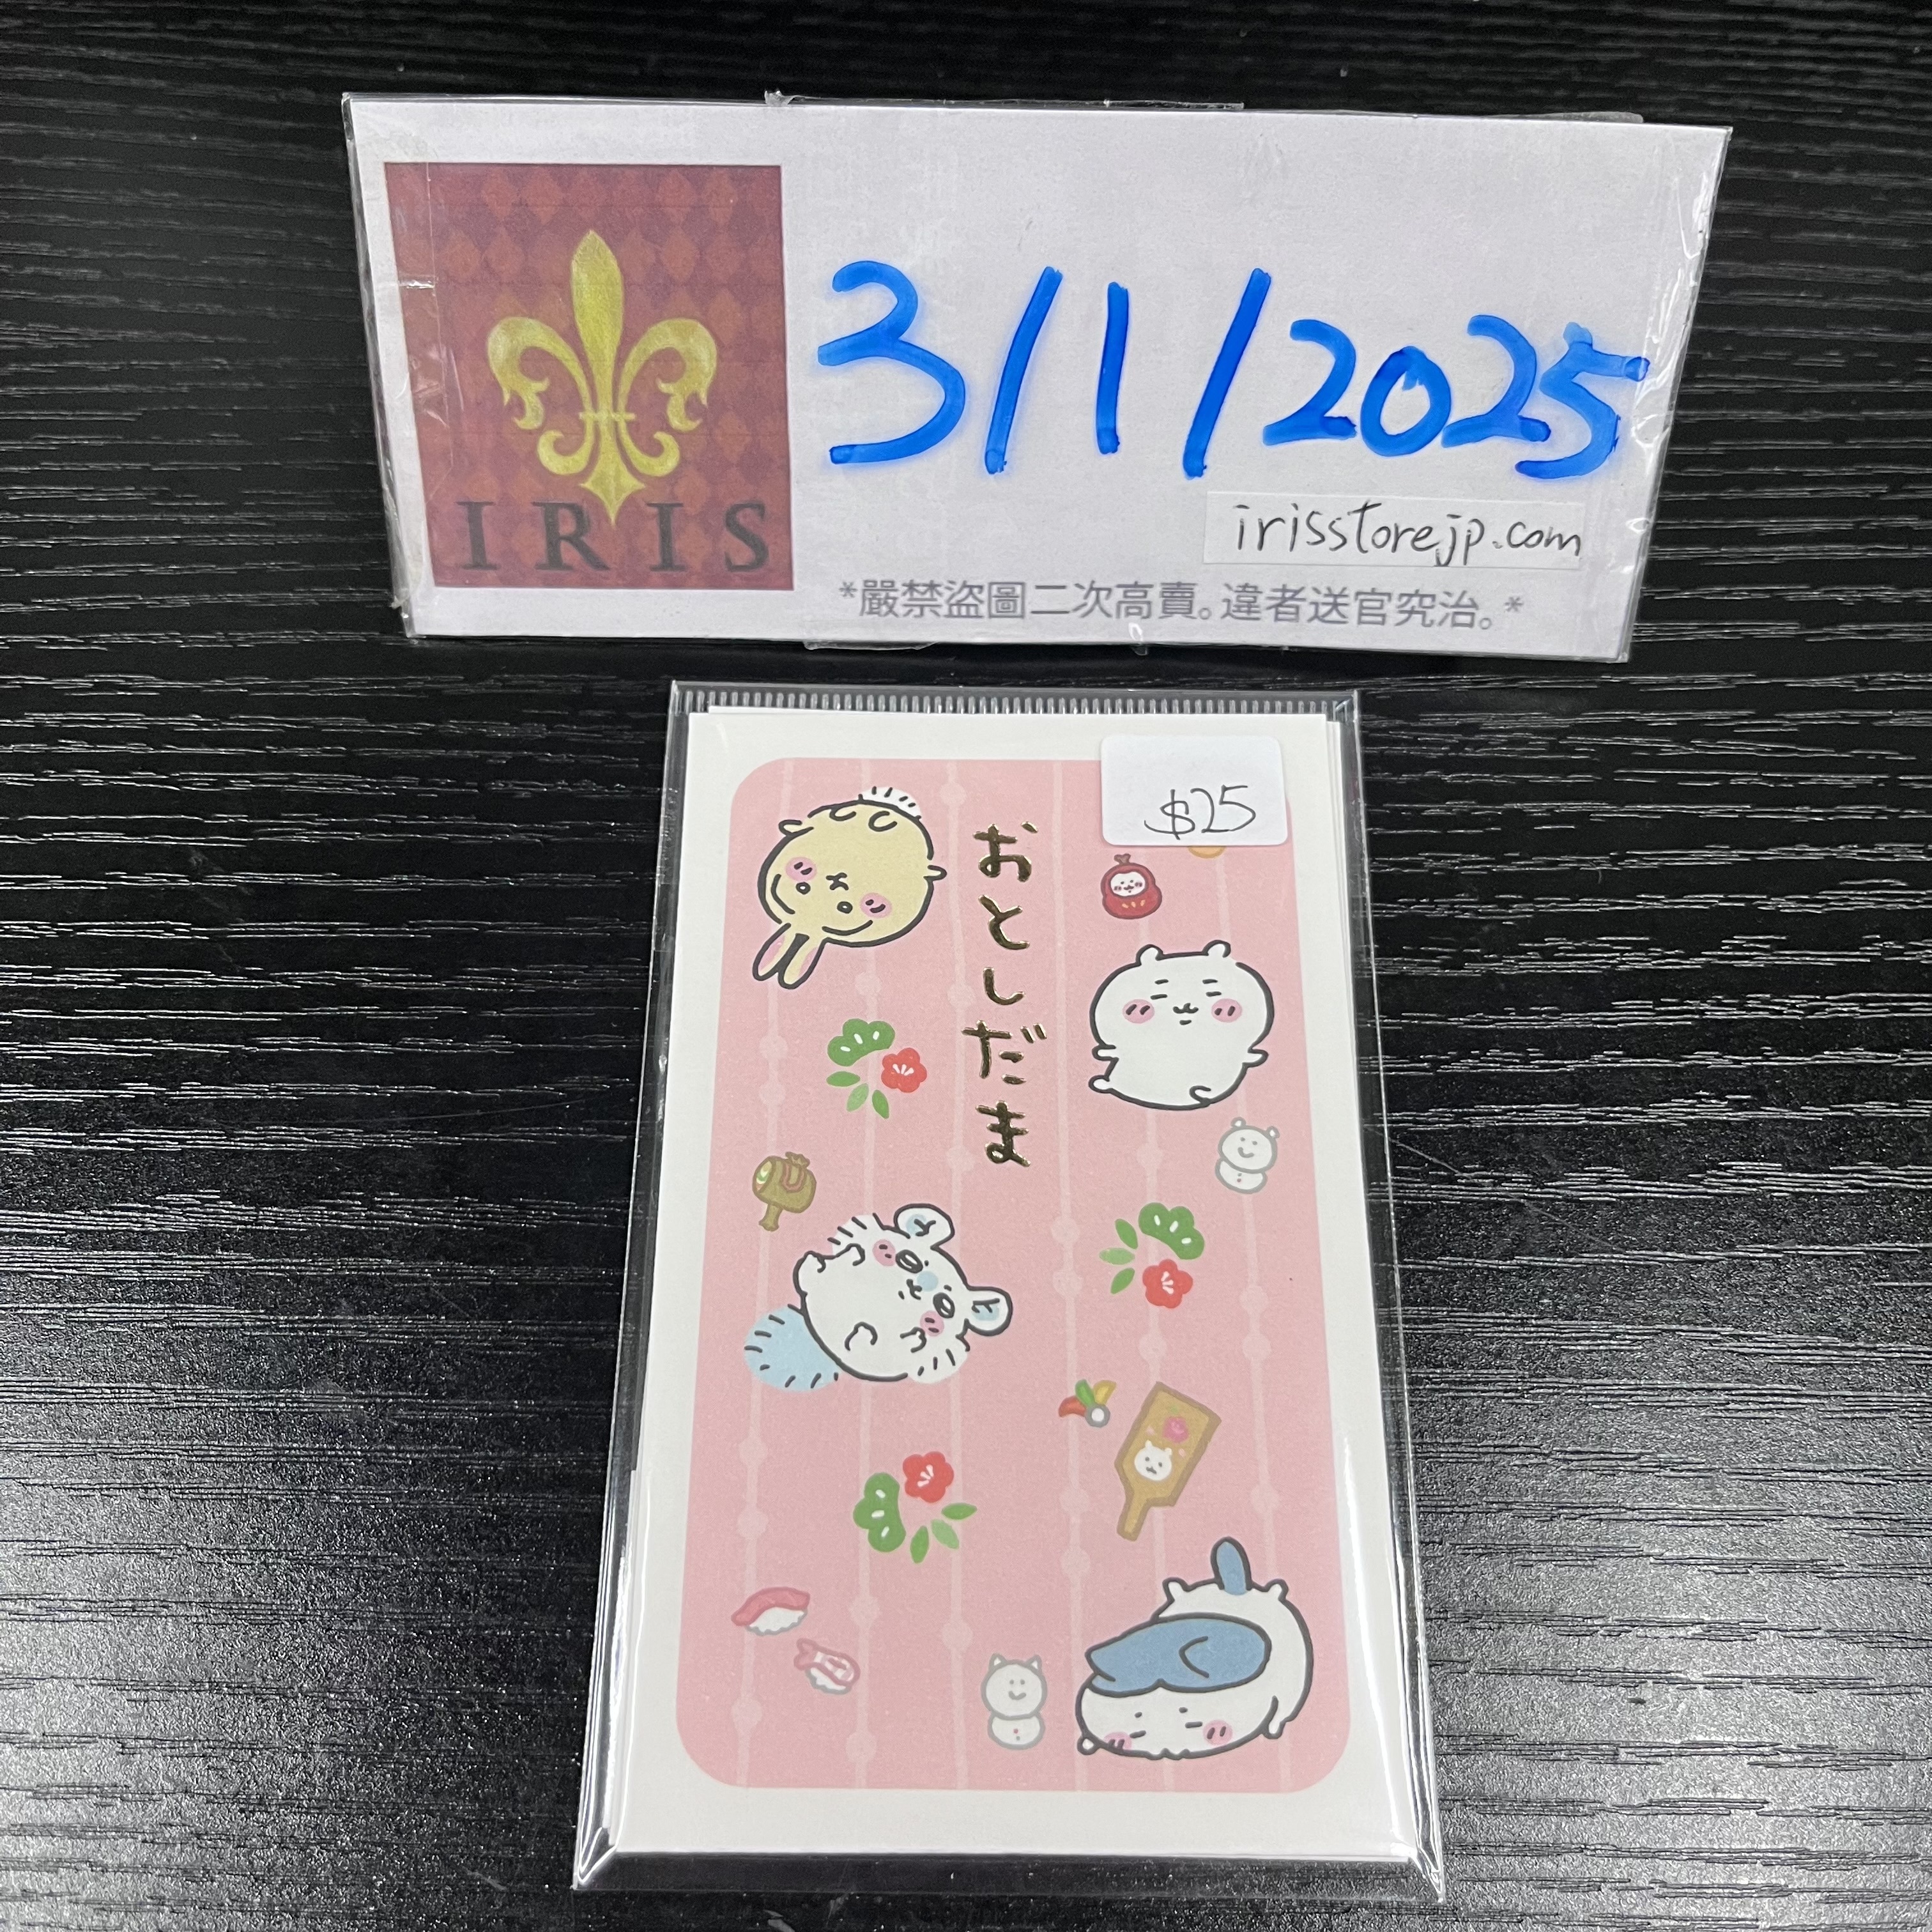 IRIS
3/1/2025
irisstorejp.com
*嚴禁盜圖二次高賣。違者送官究治。*
$25
おとしだま